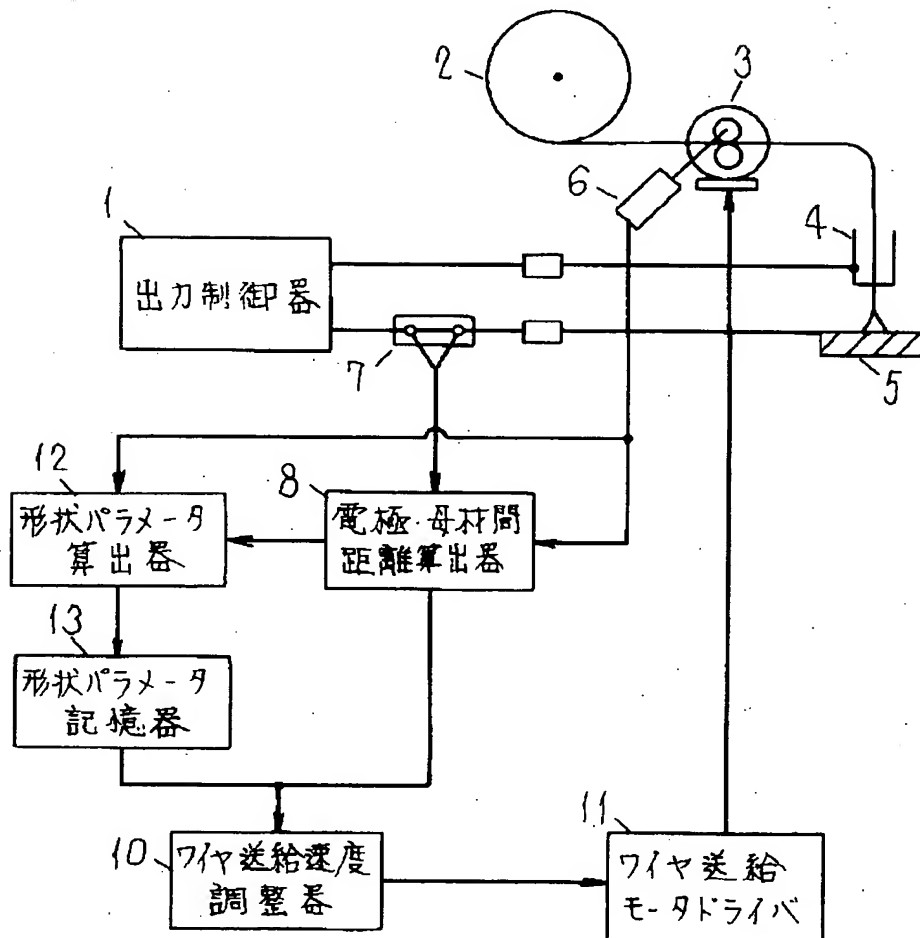 2
3
6
1
4
出力制御器
7
5
12
8
形状パラメータ
算出器
電極・母材間
距離算出器
13
形状パラメータ
記憶器
11
10
ワイヤ送給速度
調整器
ワイヤ送給
モータドライバ